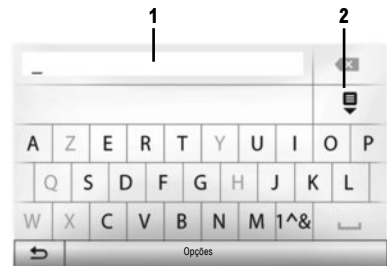 1 2
_
A Z E R T Y U I O P
Q S D F G H J K L
W X C V B N M 1^&
Opções